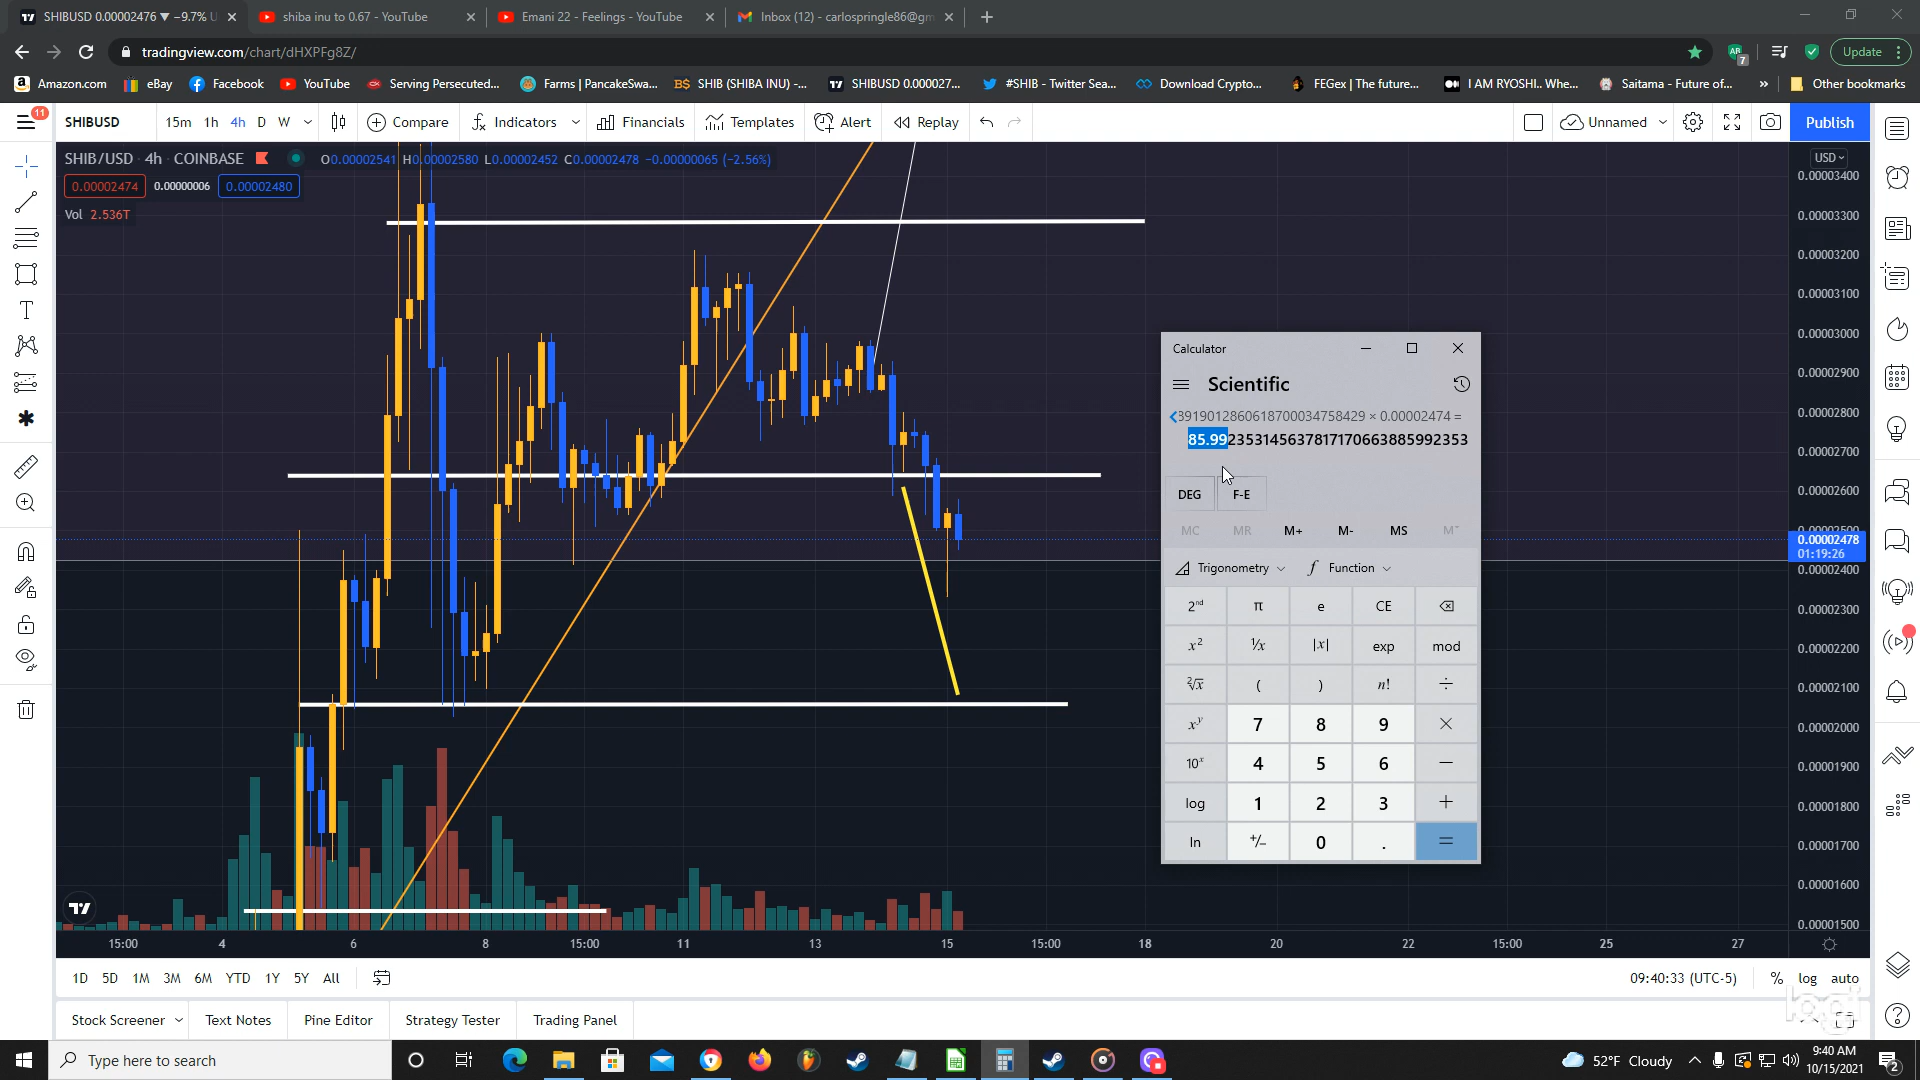 SHIBUSD 0.00002476 ▼ −9.7% U
shiba inu to 0.67 - YouTube
Emani 22 - Feelings - YouTube
Inbox (12) - carlospringle86@gm
tradingview.com/chart/dHXPFg8Z/
7
Update
Amazon.com
eBay
Facebook
YouTube
Serving Persecuted...
Farms | PancakeSwa...
B$ SHIB (SHIBA INU) -...
SHIBUSD 0.000027...
#SHIB - Twitter Sea...
Download Crypto...
FEGex | The future...
I AM RYOSHI.. Whe...
Saitama - Future of...
»
Other bookmarks
11
SHIBUSD
15m
1h
4h
D
W
Compare
Indicators
Financials
Templates
Alert
Replay
Unnamed
Publish
SHIB/USD · 4h · COINBASE
O0.00002541 H0.00002580 L0.00002452 C0.00002478 −0.00000065 (−2.56%)
0.00002474
0.00000006
0.00002480
Vol 2.536T
USD
0.00003400
0.00003300
0.00003200
0.00003100
0.00003000
0.00002900
0.00002800
0.00002700
0.00002600
0.00002500
0.00002478
01:19:26
0.00002400
0.00002300
0.00002200
0.00002100
0.00002000
0.00001900
0.00001800
0.00001700
0.00001600
0.00001500
Calculator
Scientific
3919012860618700034758429 × 0.00002474 =
85.992353145637817170663885992353
DEG
F-E
MC
MR
M+
M-
MS
M˅
Trigonometry
Function
2ⁿᵈ
π
e
CE
x²
¹⁄x
|x|
exp
mod
²√x
(
)
n!
÷
xʸ
7
8
9
×
10ˣ
4
5
6
−
log
1
2
3
+
ln
+/−
0
.
=
15:00
4
6
8
15:00
11
13
15
15:00
18
20
22
15:00
25
27
1D
5D
1M
3M
6M
YTD
1Y
5Y
All
09:40:33 (UTC-5)
%
log
auto
logi
Stock Screener
Text Notes
Pine Editor
Strategy Tester
Trading Panel
Type here to search
52°F Cloudy
9:40 AM
10/15/2021
2